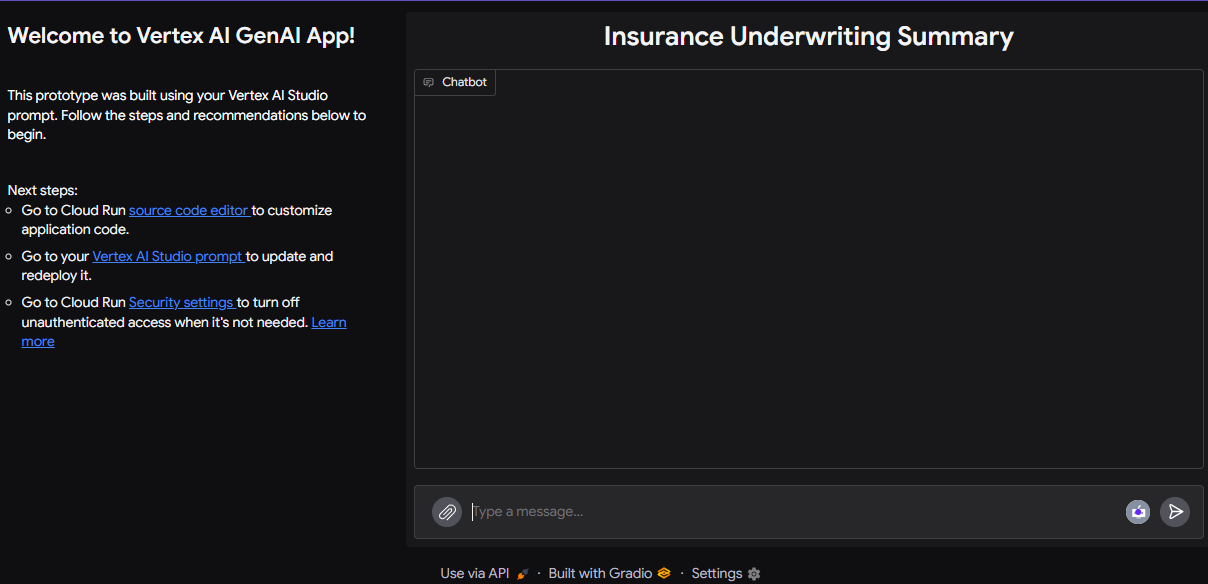 Welcome to Vertex AI GenAI App!
This prototype was built using your Vertex AI Studio
prompt. Follow the steps and recommendations below to
begin.
Next steps:
Go to Cloud Run source code editor to customize
application code.
Go to your Vertex AI Studio prompt to update and
redeploy it.
Go to Cloud Run Security settings to turn off
unauthenticated access when it's not needed. Learn
more
Insurance Underwriting Summary
Chatbot
Type a message...
Use via API · Built with Gradio · Settings